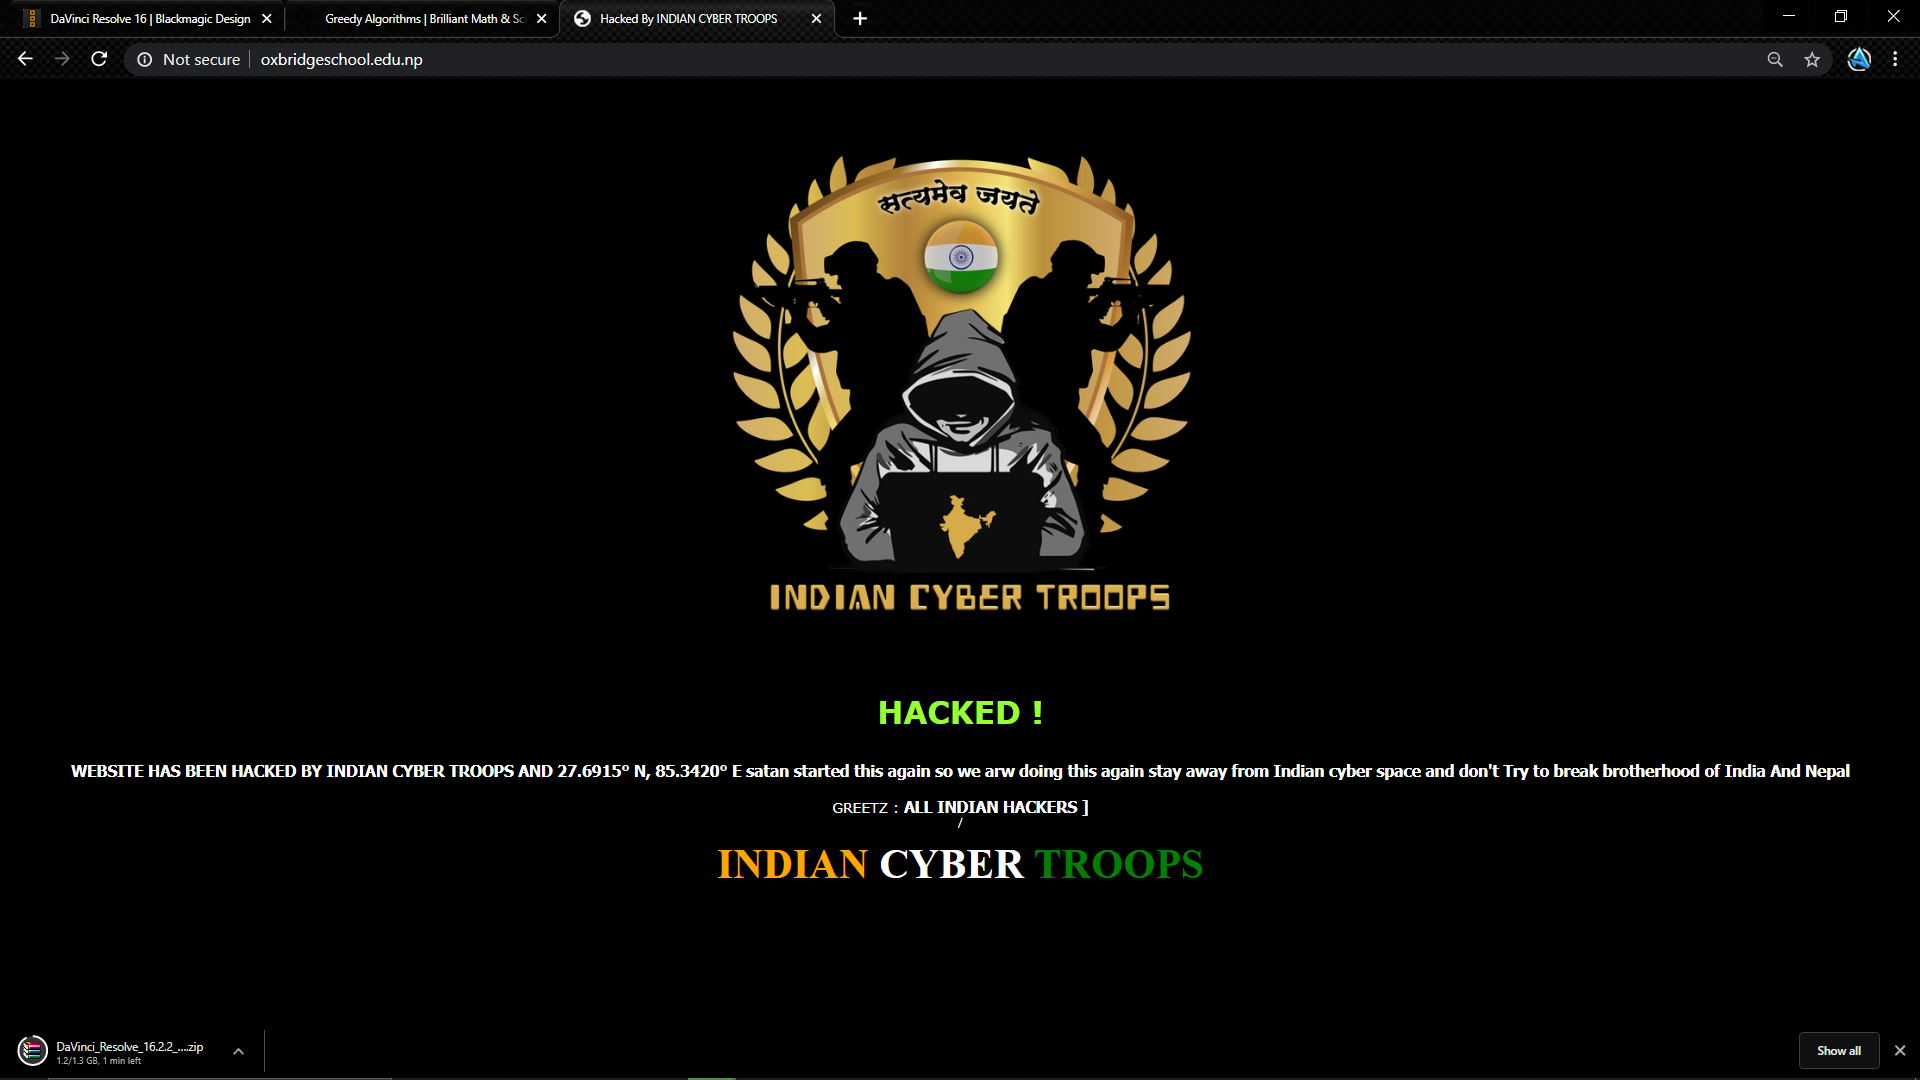 DaVinci Resolve 16 | Blackmagic Design
Greedy Algorithms | Brilliant Math & Sc
Hacked By INDIAN CYBER TROOPS
Not secure
oxbridgeschool.edu.np
सत्यमेव जयते
INDIAN CYBER TROOPS
HACKED !
WEBSITE HAS BEEN HACKED BY INDIAN CYBER TROOPS AND 27.6915° N, 85.3420° E satan started this again so we arw doing this again stay away from Indian cyber space and don't Try to break brotherhood of India And Nepal
GREETZ : ALL INDIAN HACKERS ]
/
INDIAN CYBER TROOPS
DaVinci_Resolve_16.2.2_....zip
1.2/1.3 GB, 1 min left
Show all